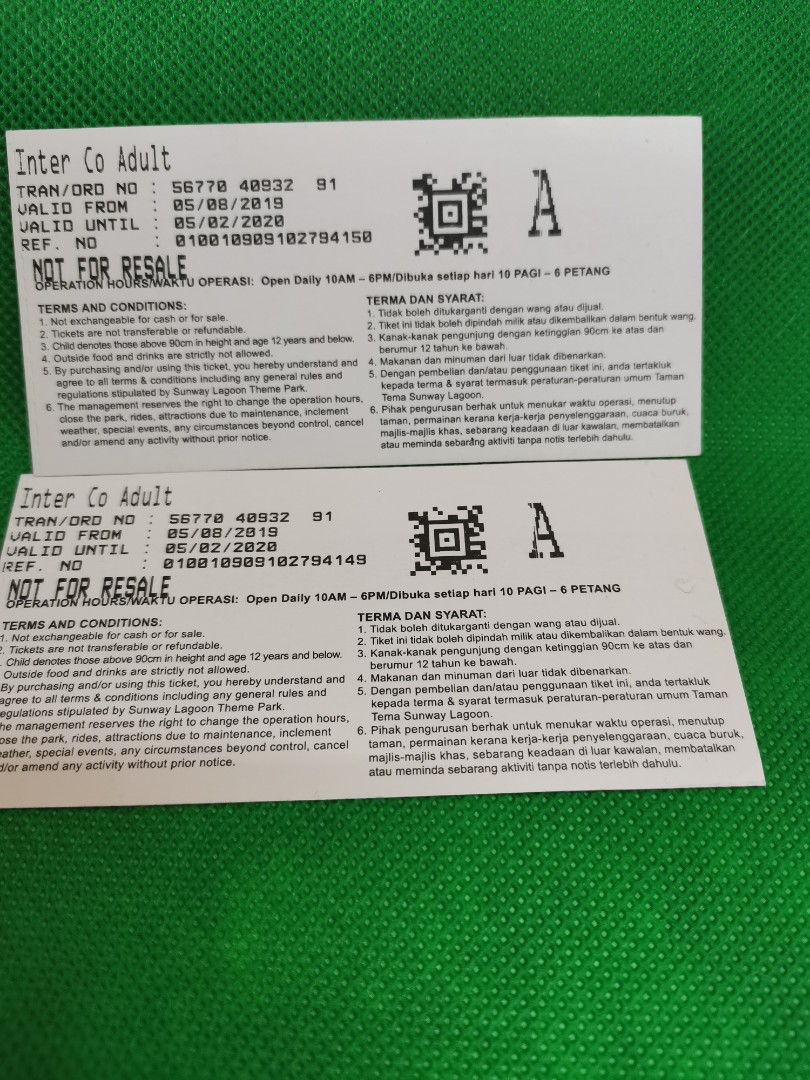 Inter Co Adult
TRAN/ORD NO : 56770 40932 91
VALID FROM : 05/08/2019
VALID UNTIL : 05/02/2020
REF. NO : 010010909102794150
A
NOT FOR RESALE
OPERATION HOURS/WAKTU OPERASI: Open Daily 10AM – 6PM/Dibuka setiap hari 10 PAGI – 6 PETANG
TERMS AND CONDITIONS:
1. Not exchangeable for cash or for sale.
2. Tickets are not transferable or refundable.
3. Child denotes those above 90cm in height and age 12 years and below.
4. Outside food and drinks are strictly not allowed.
5. By purchasing and/or using this ticket, you hereby understand and
agree to all terms & conditions including any general rules and
regulations stipulated by Sunway Lagoon Theme Park.
6. The management reserves the right to change the operation hours,
close the park, rides, attractions due to maintenance, inclement
weather, special events, any circumstances beyond control, cancel
and/or amend any activity without prior notice.
TERMA DAN SYARAT:
1. Tidak boleh ditukarganti dengan wang atau dijual.
2. Tiket ini tidak boleh dipindah milik atau dikembalikan dalam bentuk wang.
3. Kanak-kanak pengunjung dengan ketinggian 90cm ke atas dan
berumur 12 tahun ke bawah.
4. Makanan dan minuman dari luar tidak dibenarkan.
5. Dengan pembelian dan/atau penggunaan tiket ini, anda tertakluk
kepada terma & syarat termasuk peraturan-peraturan umum Taman
Tema Sunway Lagoon.
6. Pihak pengurusan berhak untuk menukar waktu operasi, menutup
taman, permainan kerana kerja-kerja penyelenggaraan, cuaca buruk,
majlis-majlis khas, sebarang keadaan di luar kawalan, membatalkan
atau meminda sebarang aktiviti tanpa notis terlebih dahulu.
Inter Co Adult
TRAN/ORD NO : 56770 40932 91
VALID FROM : 05/08/2019
VALID UNTIL : 05/02/2020
REF. NO : 010010909102794149
A
NOT FOR RESALE
OPERATION HOURS/WAKTU OPERASI: Open Daily 10AM – 6PM/Dibuka setiap hari 10 PAGI – 6 PETANG
TERMS AND CONDITIONS:
1. Not exchangeable for cash or for sale.
2. Tickets are not transferable or refundable.
Child denotes those above 90cm in height and age 12 years and below.
Outside food and drinks are strictly not allowed.
By purchasing and/or using this ticket, you hereby understand and
agree to all terms & conditions including any general rules and
egulations stipulated by Sunway Lagoon Theme Park.
he management reserves the right to change the operation hours,
ose the park, rides, attractions due to maintenance, inclement
eather, special events, any circumstances beyond control, cancel
d/or amend any activity without prior notice.
TERMA DAN SYARAT:
1. Tidak boleh ditukarganti dengan wang atau dijual.
2. Tiket ini tidak boleh dipindah milik atau dikembalikan dalam bentuk wang.
3. Kanak-kanak pengunjung dengan ketinggian 90cm ke atas dan
berumur 12 tahun ke bawah.
4. Makanan dan minuman dari luar tidak dibenarkan.
5. Dengan pembelian dan/atau penggunaan tiket ini, anda tertakluk
kepada terma & syarat termasuk peraturan-peraturan umum Taman
Tema Sunway Lagoon.
6. Pihak pengurusan berhak untuk menukar waktu operasi, menutup
taman, permainan kerana kerja-kerja penyelenggaraan, cuaca buruk,
majlis-majlis khas, sebarang keadaan di luar kawalan, membatalkan
atau meminda sebarang aktiviti tanpa notis terlebih dahulu.